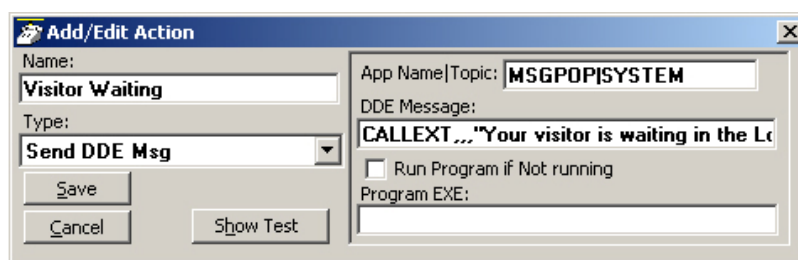 Add/Edit Action
Name:
Visitor Waiting
Type:
Send DDE Msg
Save
Cancel
Show Test
App Name|Topic: MSGPOP|SYSTEM
DDE Message:
CALLEXT,,,"Your visitor is waiting in the
Run Program if Not running
Program EXE: